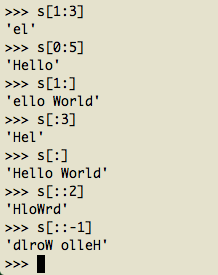 >>> s[1:3]
'el'
>>> s[0:5]
'Hello'
>>> s[1:]
'ello World'
>>> s[:3]
'Hel'
>>> s[:]
'Hello World'
>>> s[::2]
'HloWrd'
>>> s[::-1]
'dlroW olleH'
>>>